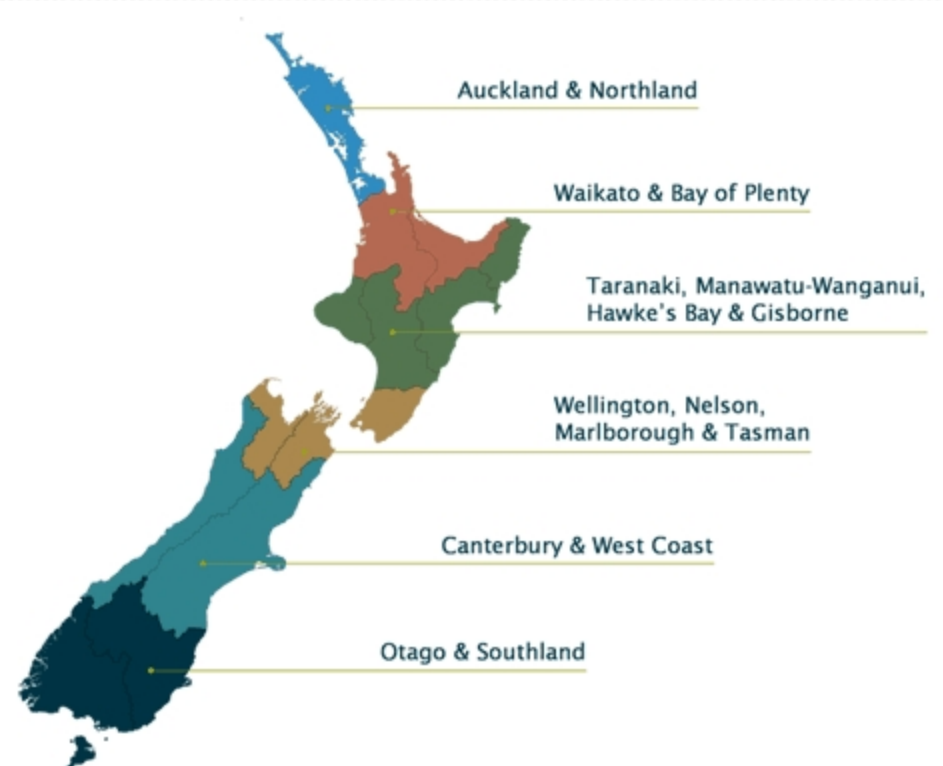 Auckland & Northland
Waikato & Bay of Plenty
Taranaki, Manawatu-Wanganui,
Hawke's Bay & Gisborne
Wellington, Nelson,
Marlborough & Tasman
Canterbury & West Coast
Otago & Southland